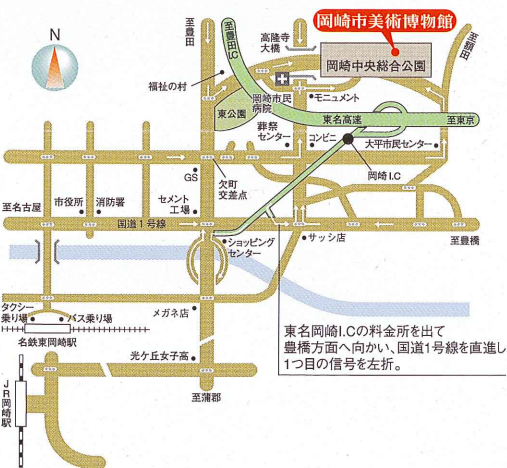 岡崎市美術博物館
N
至豊田
至豊田I.C
高隆寺
大橋
至額田
岡崎中央総合公園
福祉の村
岡崎市民
病院
モニュメント
東公園
東名高速
至東京
葬祭
センター
コンビニ
大平市民センター
岡崎I.C
GS
欠町
交差点
至名古屋
市役所
消防署
セメント
工場
国道1号線
ショッピング
センター
サッシ店
至豊橋
タクシー
乗り場
バス乗り場
名鉄東岡崎駅
メガネ店
光ケ丘女子高
至蒲郡
JR岡崎駅
東名岡崎I.C.の料金所を出て
豊橋方面へ向かい、国道1号線を直進し
1つ目の信号を左折。